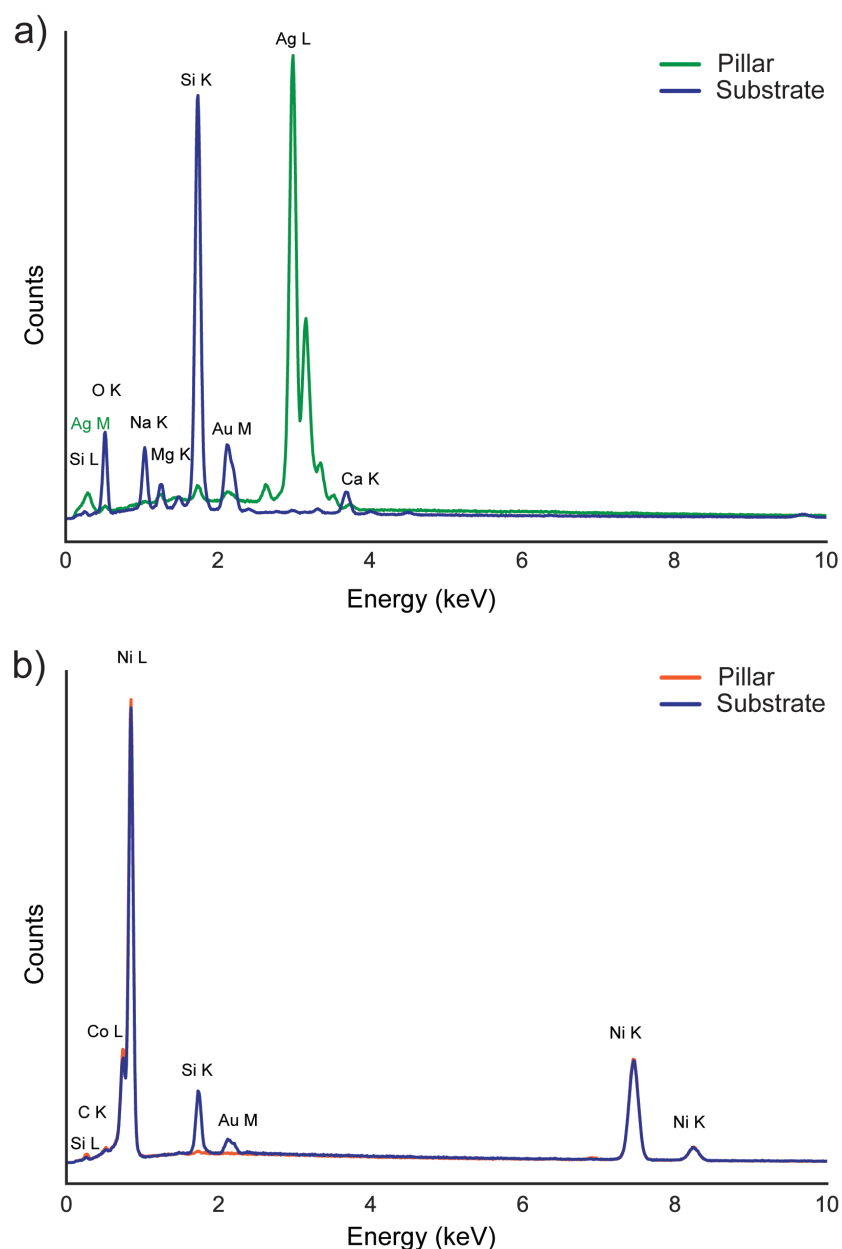 a)
Ag L
Si K
Pillar
Substrate
Counts
O K
Ag M
Na K
Au M
Si L
Mg K
Ca K
0 2 4 6 8 10
Energy (keV)
b)
Ni L
Pillar
Substrate
Counts
Co L
Ni K
Si K
C K
Au M
Ni K
Si L
0 2 4 6 8 10
Energy (keV)